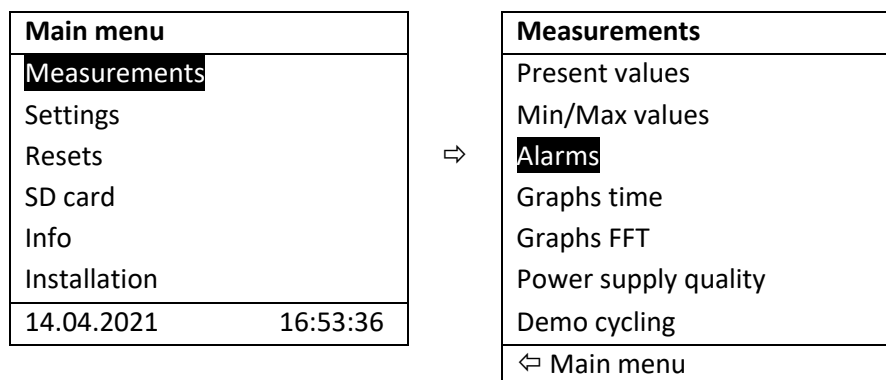 Main menu
Measurements
Settings
Resets
SD card
Info
Installation
14.04.2021 16:53:36
⇨
Measurements
Present values
Min/Max values
Alarms
Graphs time
Graphs FFT
Power supply quality
Demo cycling
⇦ Main menu